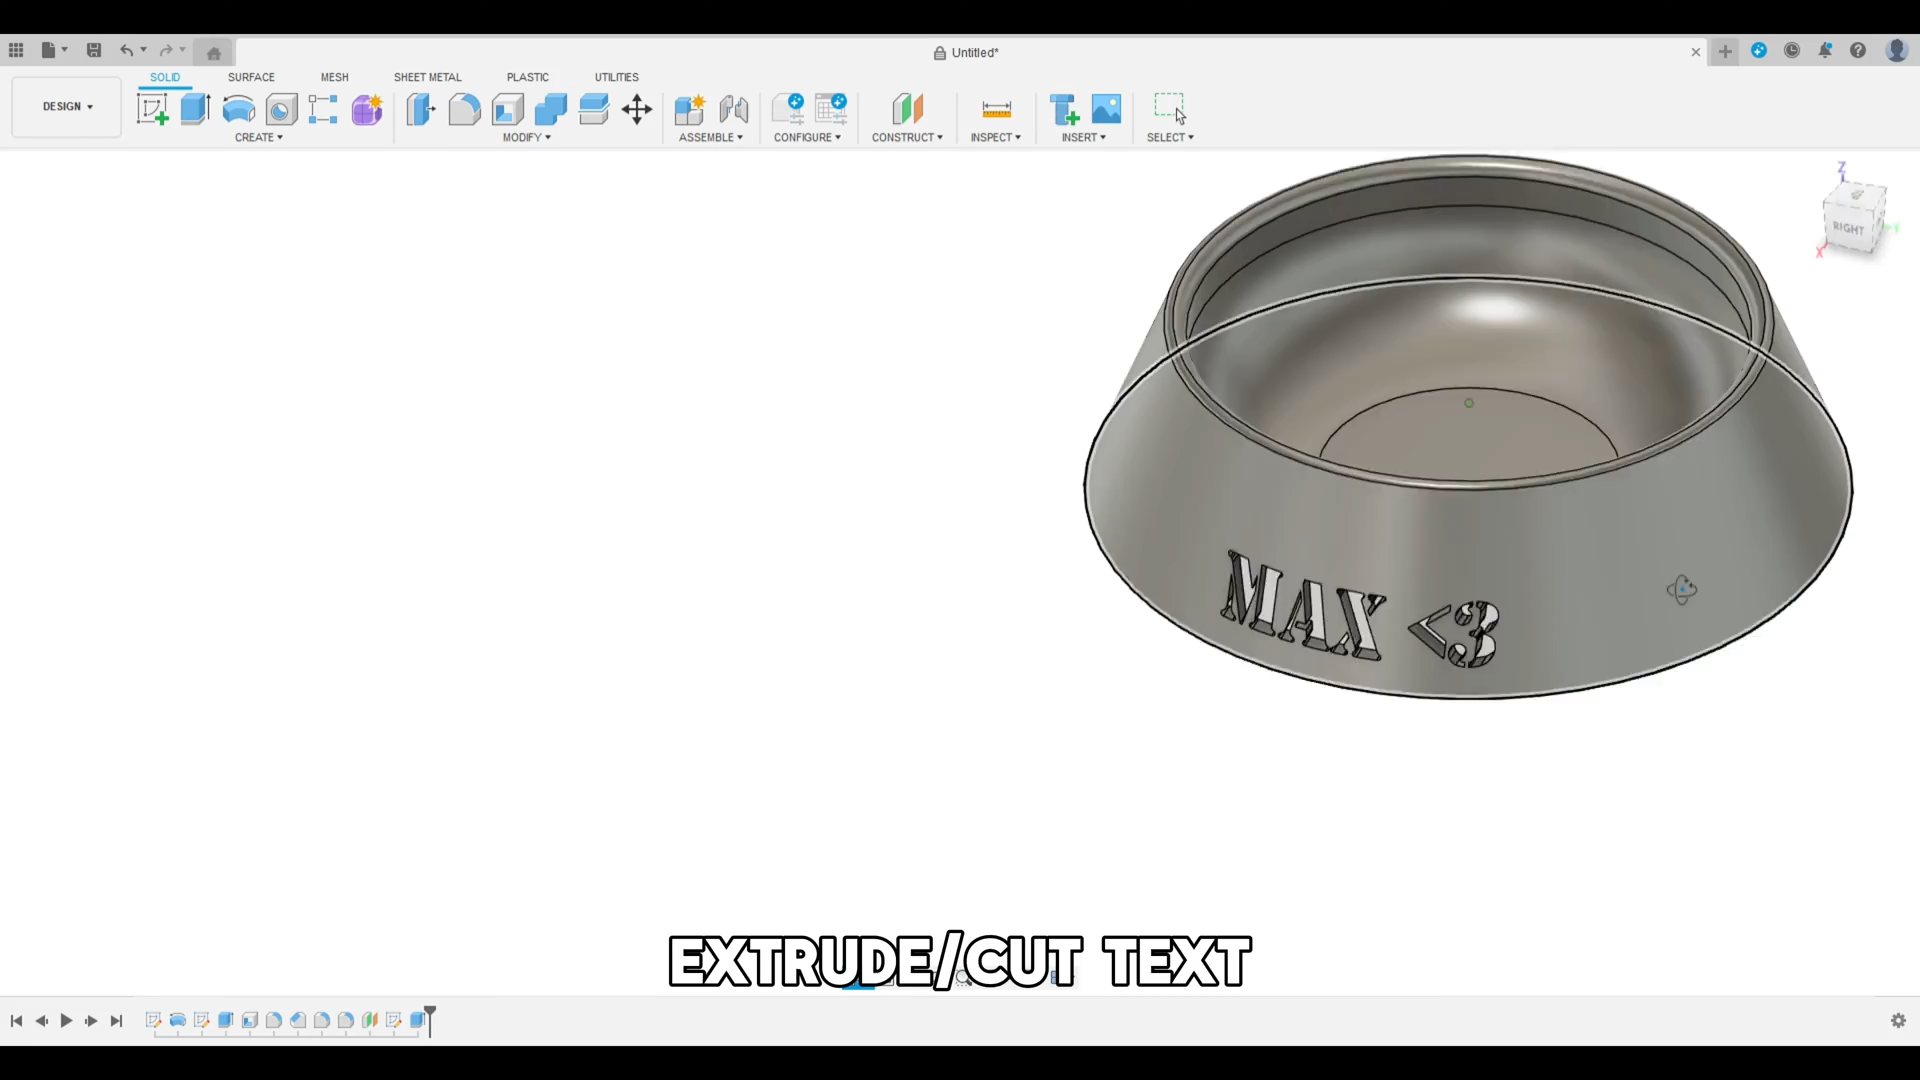 Untitled*
SOLID
SURFACE
MESH
SHEET METAL
PLASTIC
UTILITIES
DESIGN
CREATE
MODIFY
ASSEMBLE
CONFIGURE
CONSTRUCT
INSPECT
INSERT
SELECT
Z
RIGHT
X
MAX <3
EXTRUDE/CUT TEXT